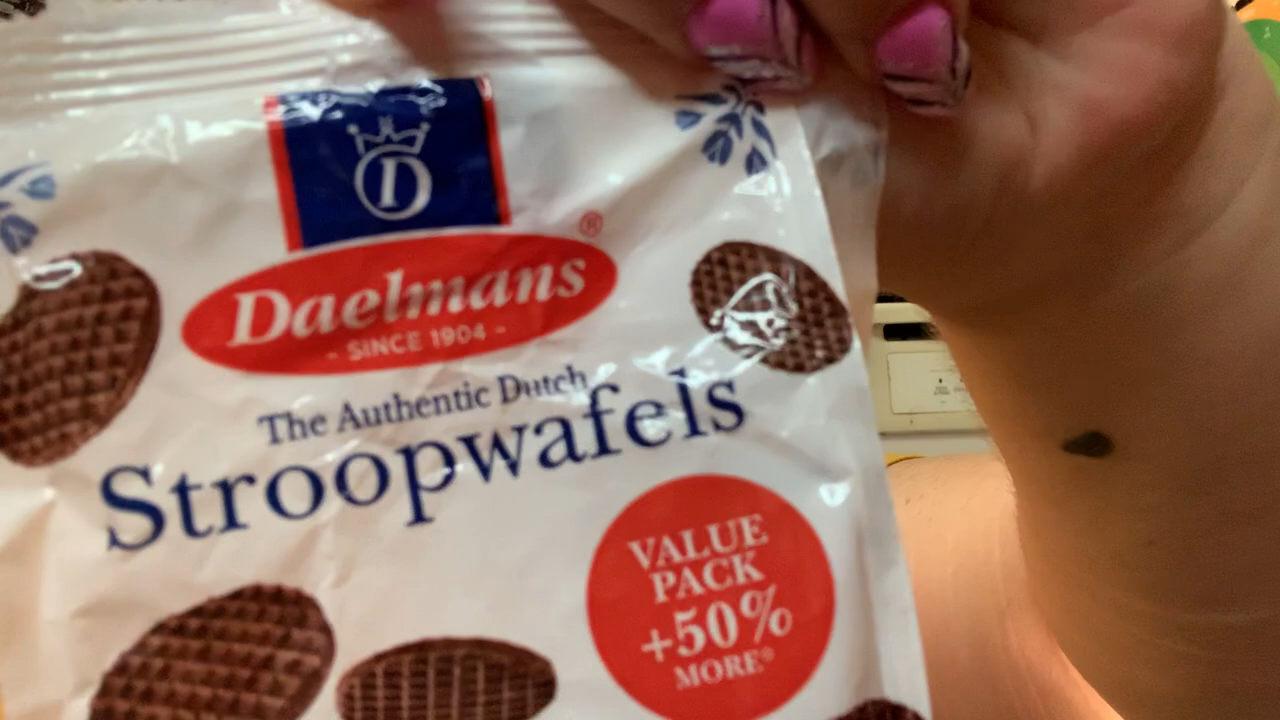 D
Daelmans®
- SINCE 1904 -
The Authentic Dutch
Stroopwafels
VALUE
PACK
+50%
MORE*